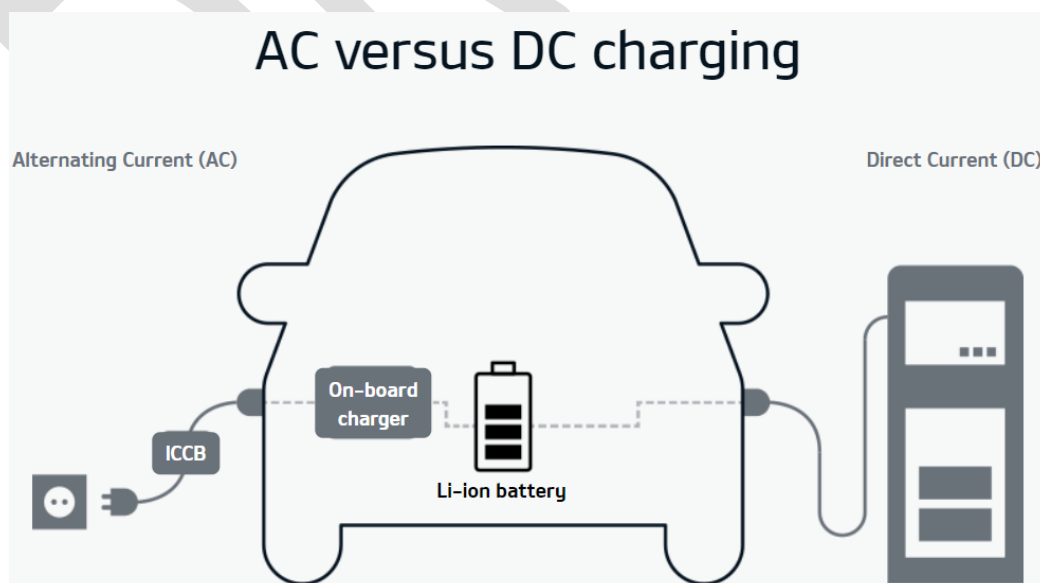 AC versus DC charging
Alternating Current (AC)
Direct Current (DC)
On-board
charger
ICCB
Li-ion battery